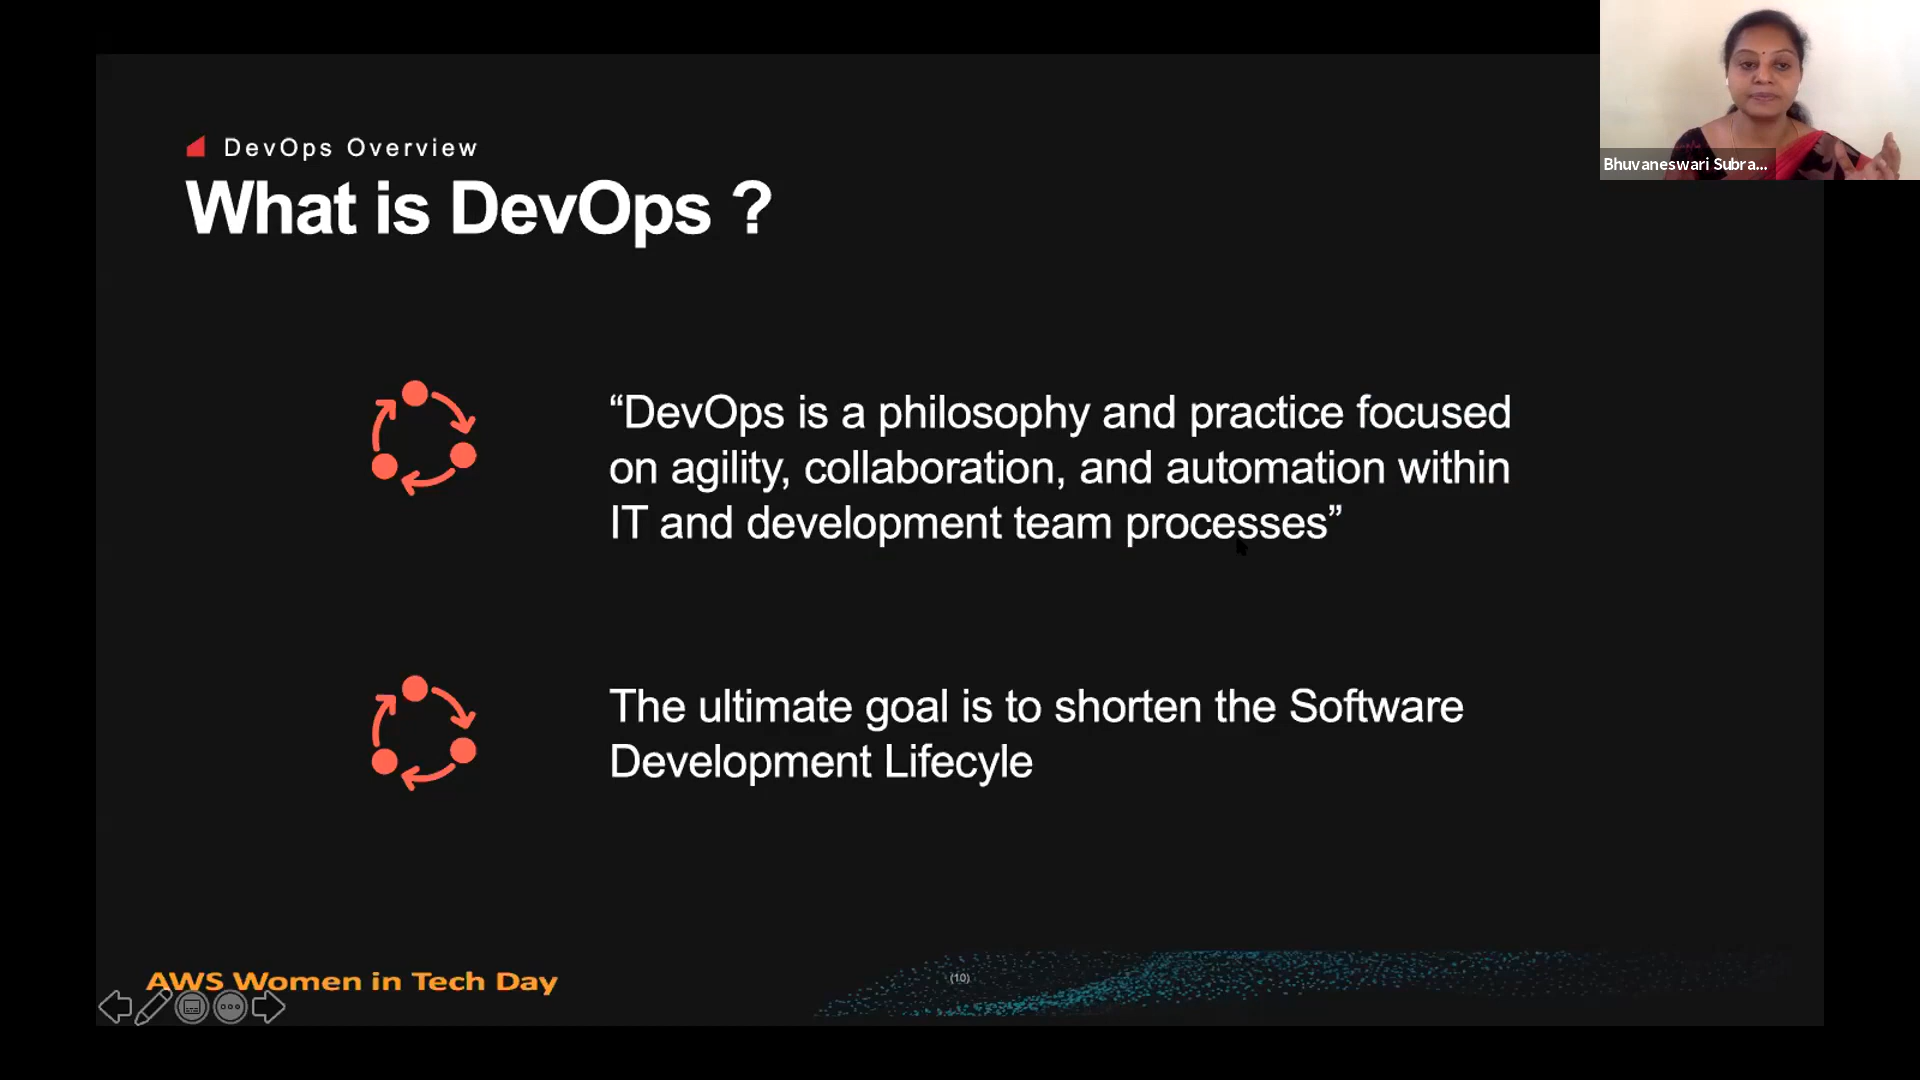 DevOps Overview
What is DevOps ?
Bhuvaneswari Subra...
“DevOps is a philosophy and practice focused
on agility, collaboration, and automation within
IT and development team processes”
The ultimate goal is to shorten the Software
Development Lifecyle
AWS Women in Tech Day
(10)